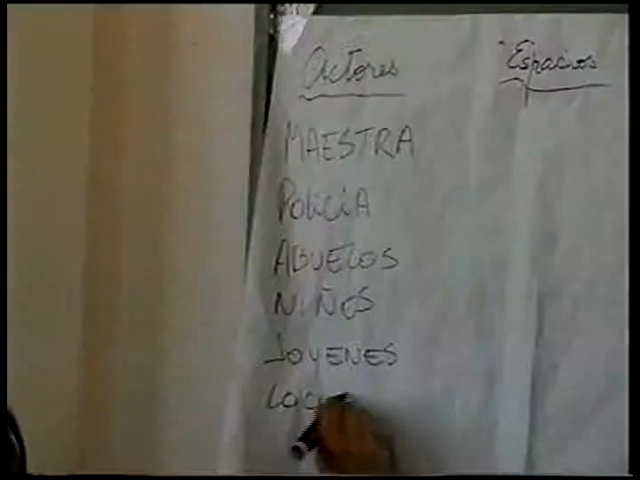 Actores
Espacios
MAESTRA
Policia
ABUELOS
NIÑOS
JOVENES